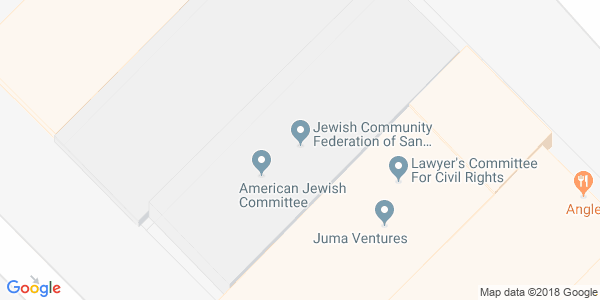 Jewish Community
Federation of San...
Lawyer's Committee
For Civil Rights
American Jewish
Committee
Angle
Juma Ventures
Google
Map data ©2018 Google